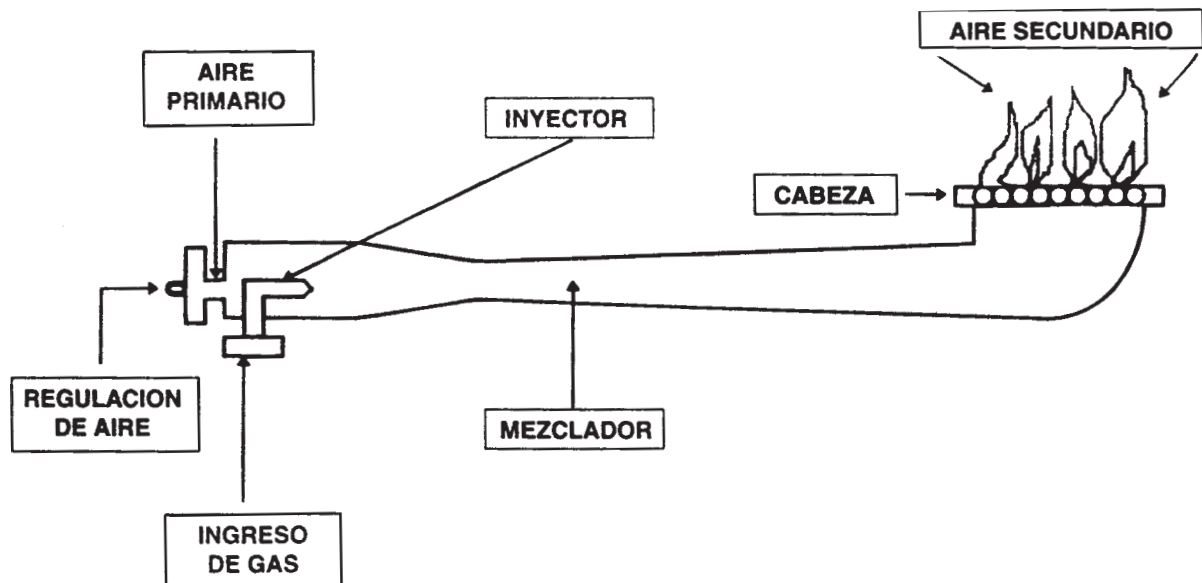 AIRE SECUNDARIO
AIRE
PRIMARIO
INYECTOR
CABEZA
REGULACION
DE AIRE
MEZCLADOR
INGRESO
DE GAS